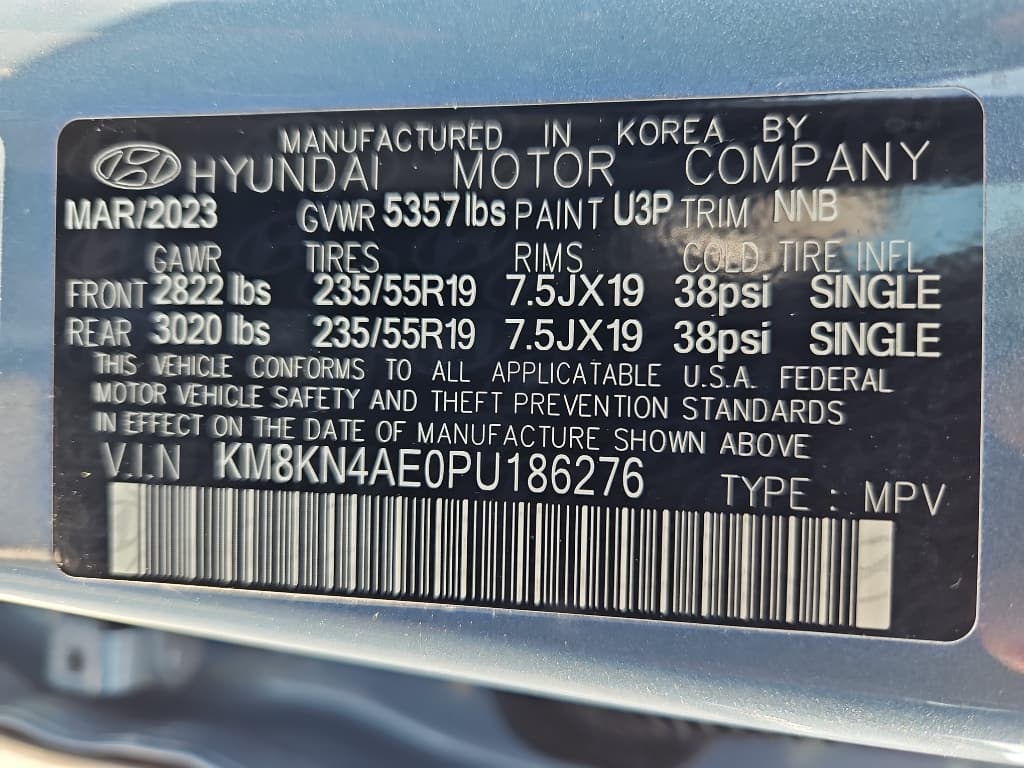 MANUFACTURED IN KOREA BY
HYUNDAI MOTOR COMPANY
MAR/2023 GVWR 5357lbs PAINT U3P TRIM NNB
GAWR TIRES RIMS COLD TIRE INFL
FRONT 2822 lbs 235/55R19 7.5JX19 38psi SINGLE
REAR 3020 lbs 235/55R19 7.5JX19 38psi SINGLE
THIS VEHICLE CONFORMS TO ALL APPLICATABLE U.S.A. FEDERAL
MOTOR VEHICLE SAFETY AND THEFT PREVENTION STANDARDS
IN EFFECT ON THE DATE OF MANUFACTURE SHOWN ABOVE
V.I.N KM8KN4AE0PU186276 TYPE : MPV